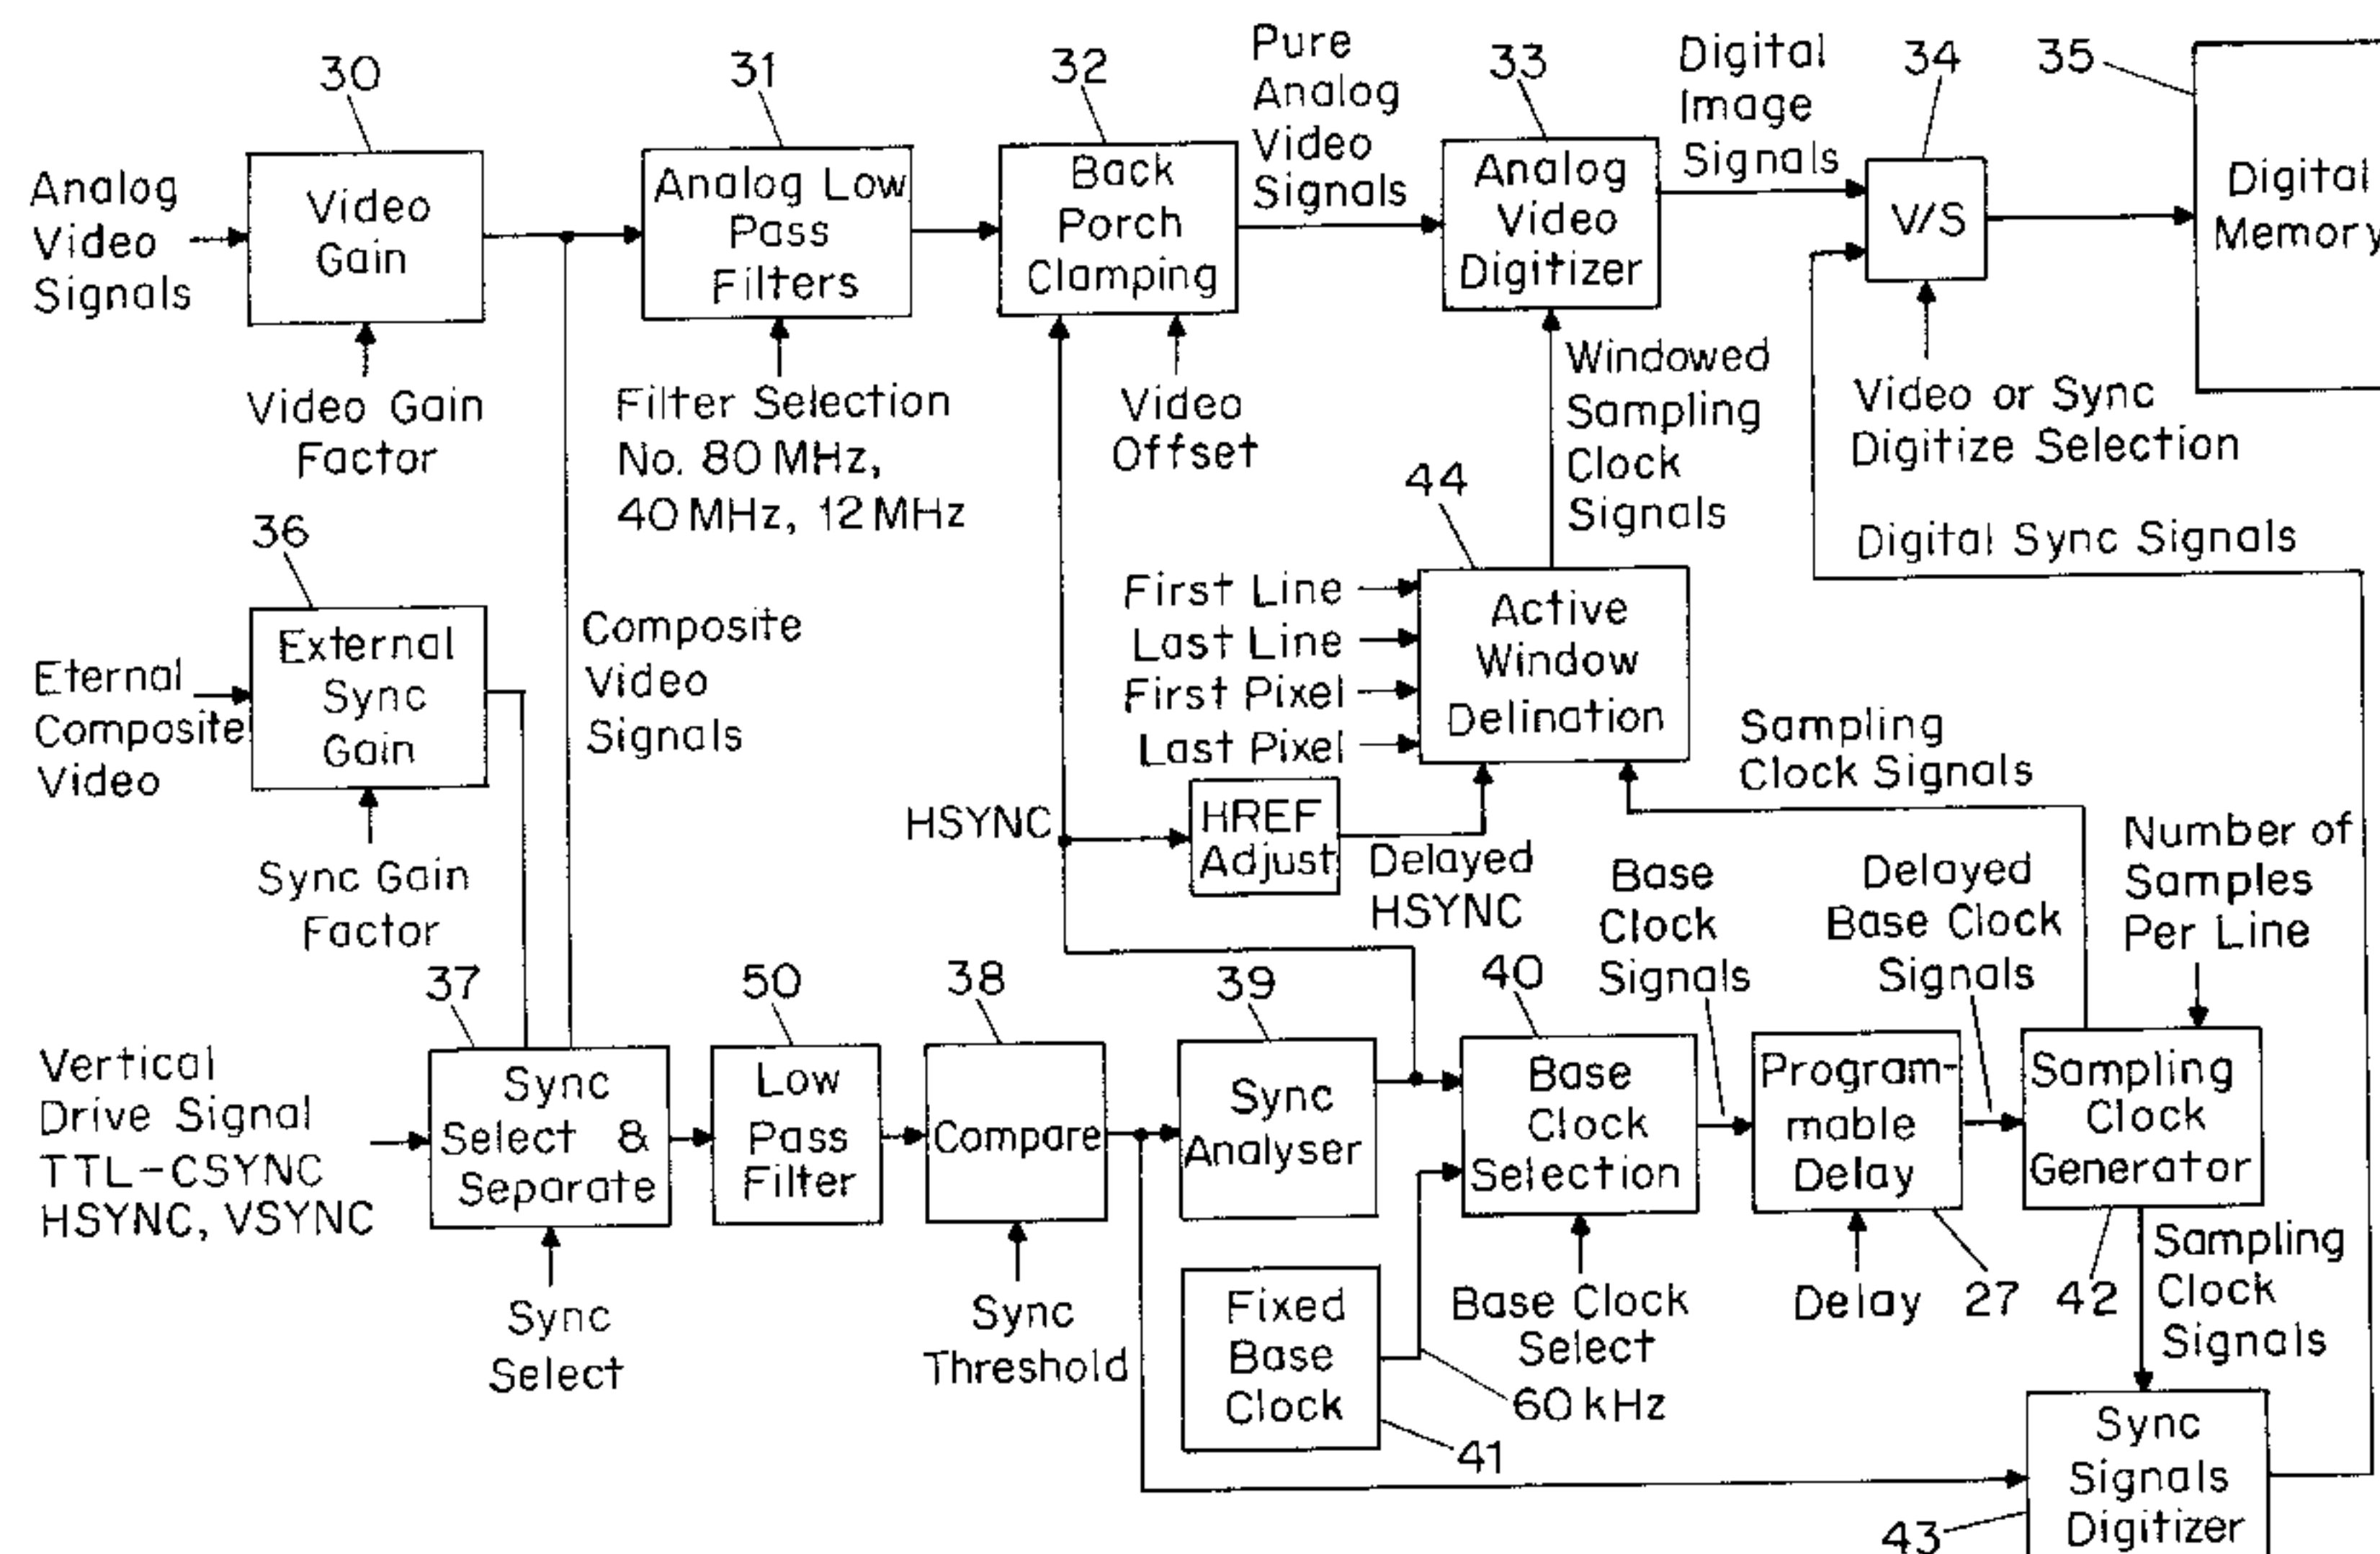 30
31
32
Pure
Analog
Video
Signals
33
Digital
Image
Signals
34
35
Analog
Video
Signals
Video
Gain
Analog Low
Pass
Filters
Back
Porch
Clamping
Analog
Video
Digitizer
V/S
Digital
Memory
Video Gain
Factor
Filter Selection
No. 80 MHz,
40 MHz, 12 MHz
Video
Offset
Windowed
Sampling
Clock
Signals
Video or Sync
Digitize Selection
Digital Sync Signals
36
Eternal
Composite
Video
External
Sync
Gain
Sync Gain
Factor
Composite
Video
Signals
44
First Line
Last Line
First Pixel
Last Pixel
Active
Window
Delination
Sampling
Clock Signals
HSYNC
HREF
Adjust
Delayed
HSYNC
Base
Clock
Signals
Delayed
Base Clock
Signals
Number of
Samples
Per Line
37
50
38
39
40
Vertical
Drive Signal
TTL-CSYNC
HSYNC, VSYNC
Sync
Select &
Separate
Low
Pass
Filter
Compare
Sync
Analyser
Base
Clock
Selection
Program-
mable
Delay
Sampling
Clock
Generator
Sync
Select
Sync
Threshold
Fixed
Base
Clock
Base Clock
Select
60 kHz
41
Delay
27
42
Sampling
Clock
Signals
Sync
Signals
Digitizer
43